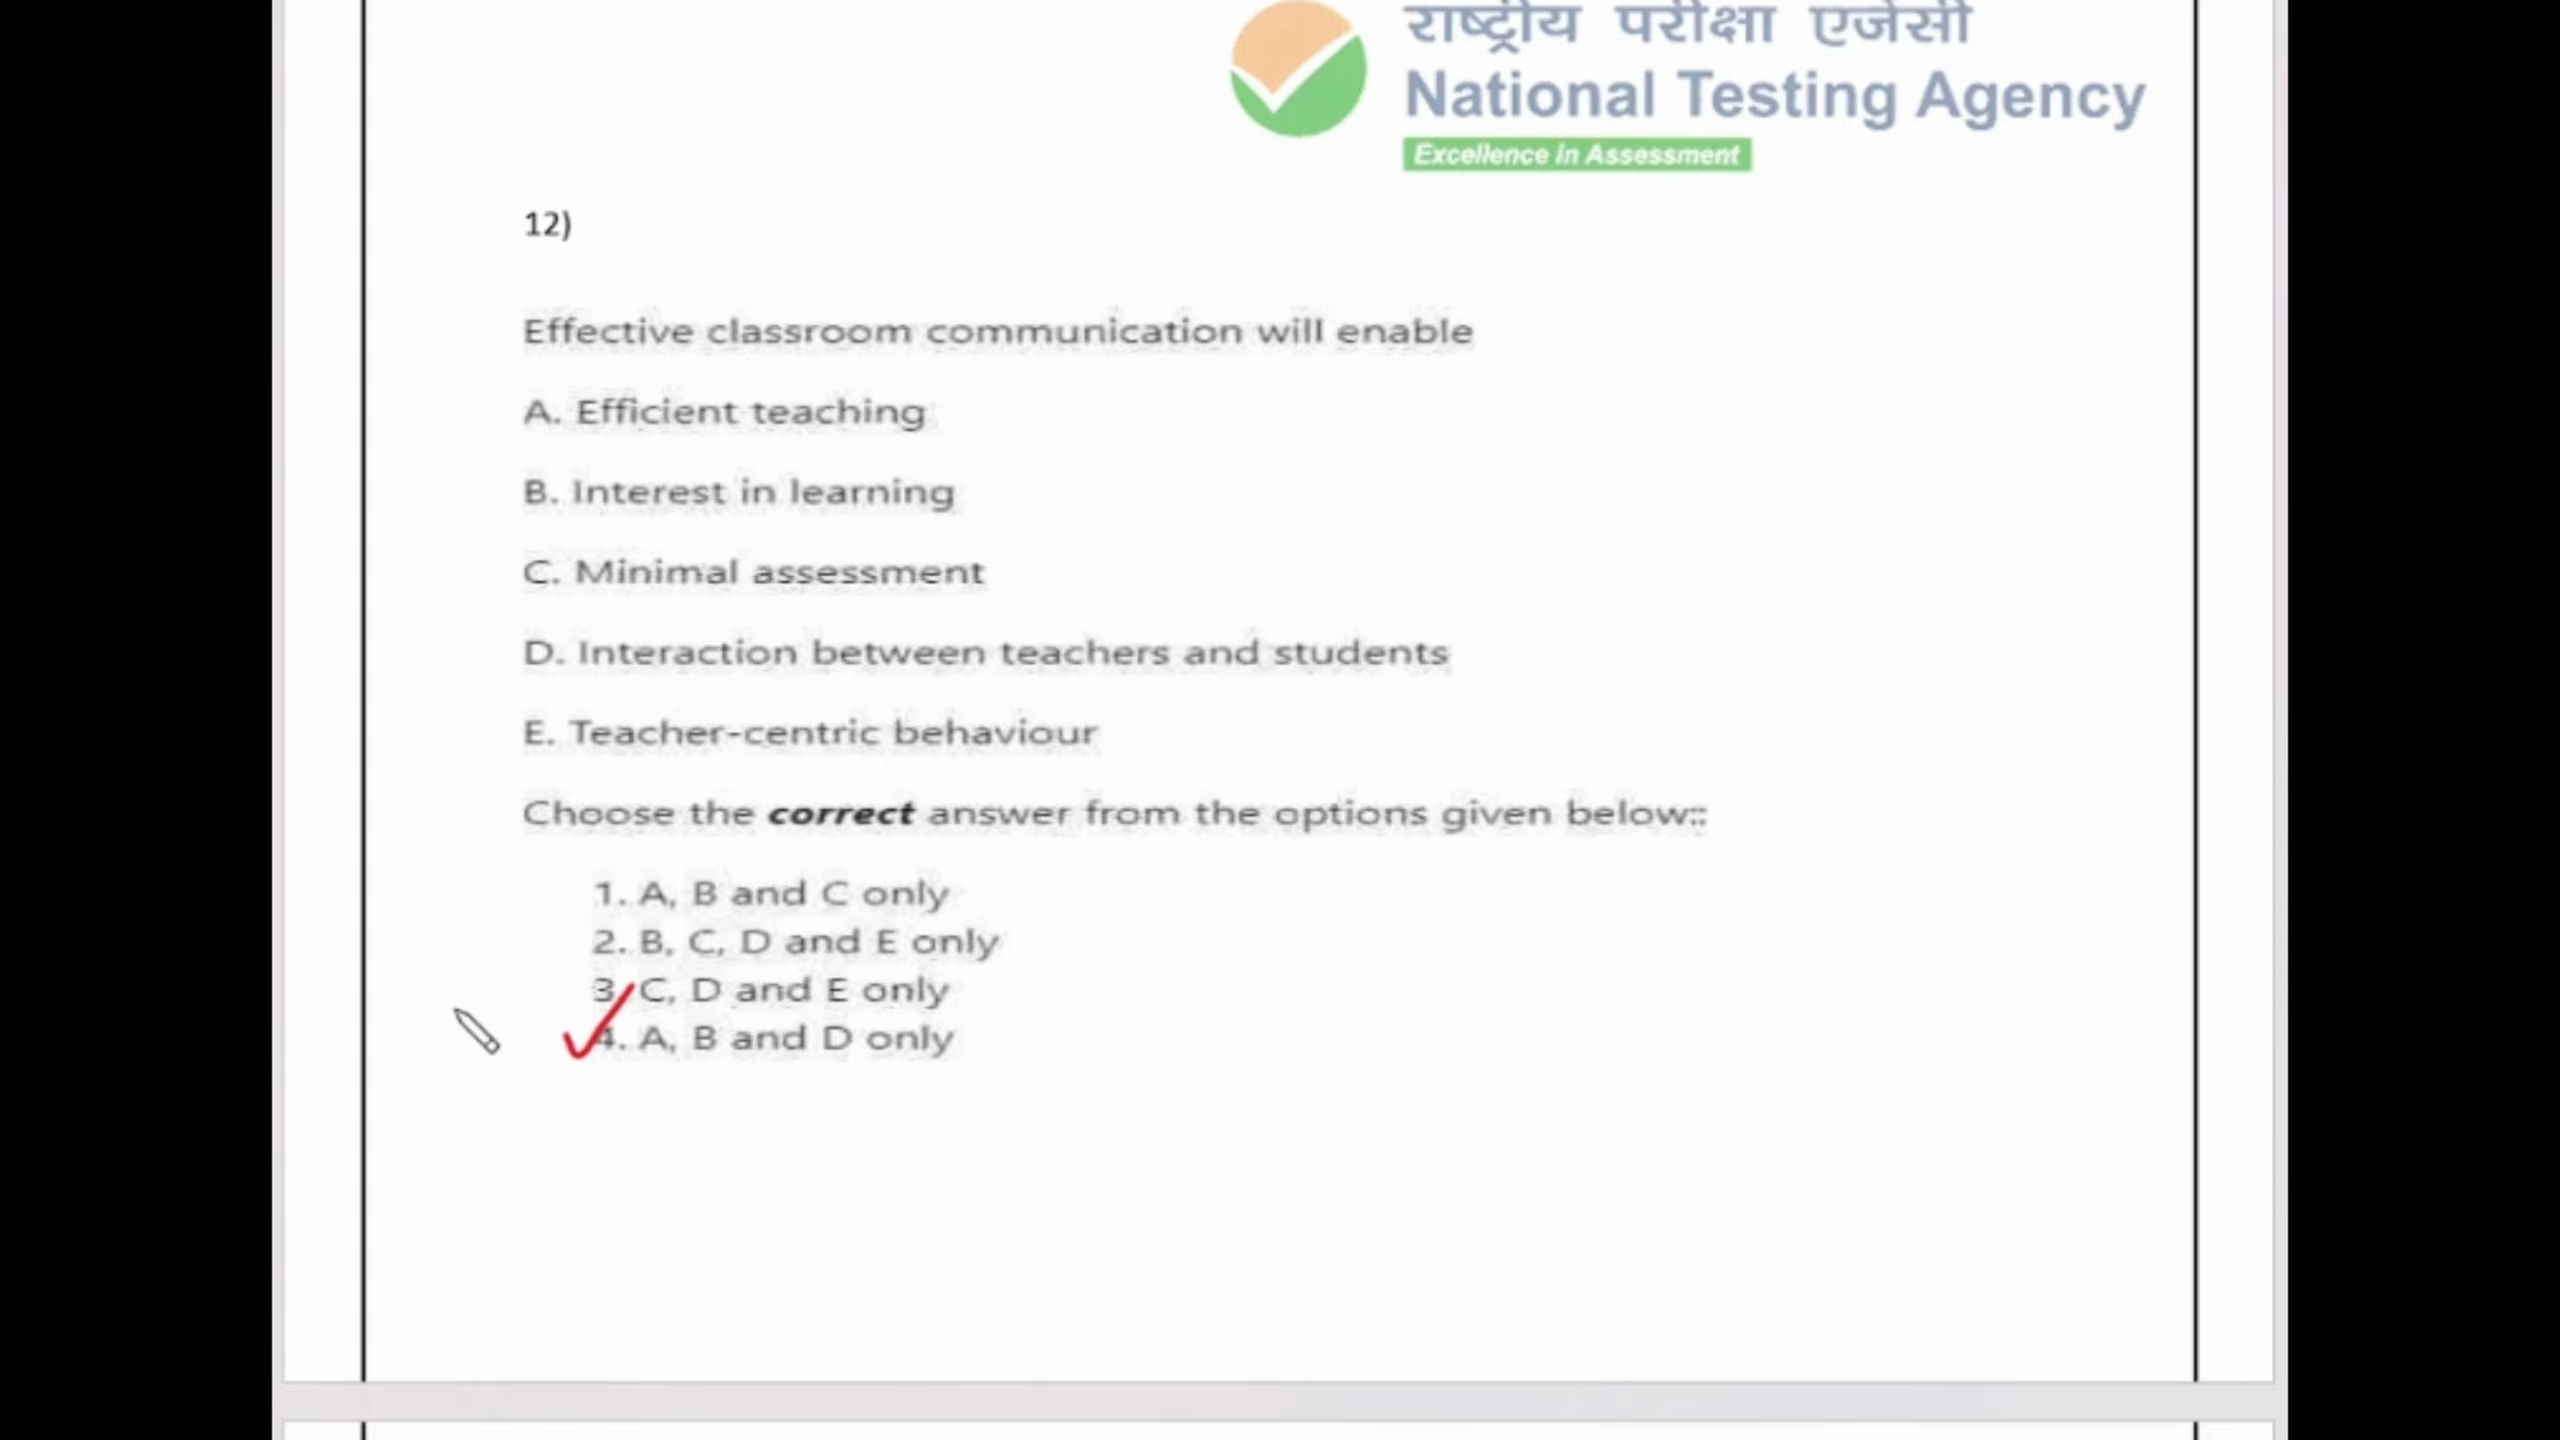 राष्ट्रीय परीक्षा एजेंसी
National Testing Agency
Excellence in Assessment
12)
Effective classroom communication will enable
A. Efficient teaching
B. Interest in learning
C. Minimal assessment
D. Interaction between teachers and students
E. Teacher-centric behaviour
Choose the correct answer from the options given below::
1. A, B and C only
2. B, C, D and E only
3. C, D and E only
4. A, B and D only